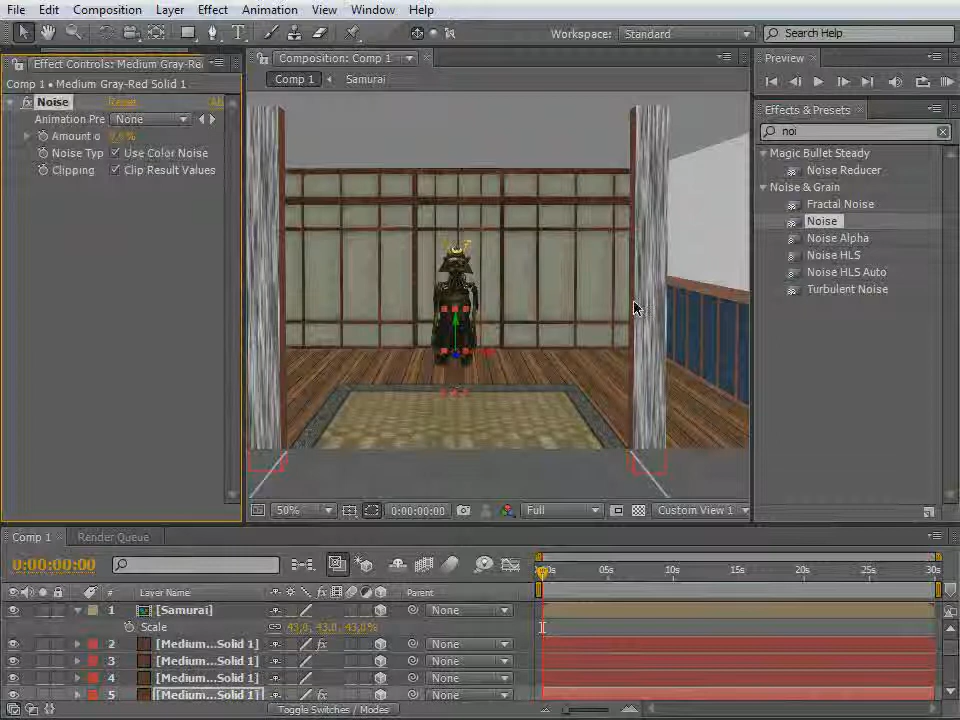 File Edit Composition Layer Effect Animation View Window Help
Workspace: Standard Search Help
Effect Controls: Medium Gray-Re
Comp 1 • Medium Gray-Red Solid 1
fx Noise Reset Ab
Animation Pre None
Amount o
Noise Typ Use Color Noise
Clipping Clip Result Values
Composition: Comp 1
Comp 1 Samurai
50% 0:00:00:00 Full Custom View 1
Preview
Effects & Presets
noi
Magic Bullet Steady
Noise Reducer
Noise & Grain
Fractal Noise
Noise
Noise Alpha
Noise HLS
Noise HLS Auto
Turbulent Noise
Comp 1 Render Queue
0:00:00:00
05s 10s 15s 20s 25s 30s
# Layer Name fx Parent
1 [Samurai] None
Scale 43.0, 43.0, 43.0%
2 [Medium...Solid 1] fx None
3 [Medium...Solid 1] None
4 [Medium...Solid 1] None
5 [Medium...Solid 1] fx None
Toggle Switches / Modes